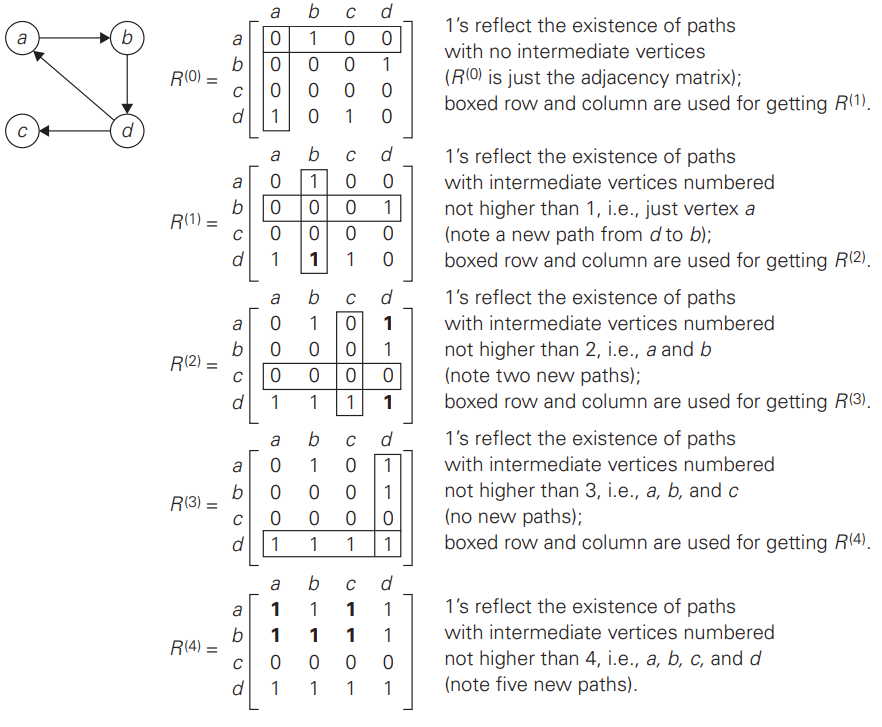 a b
c d
a b c d
R(0) =
a 0 1 0 0
b 0 0 0 1
c 0 0 0 0
d 1 0 1 0
1’s reflect the existence of paths
with no intermediate vertices
(R(0) is just the adjacency matrix);
boxed row and column are used for getting R(1).
a b c d
R(1) =
a 0 1 0 0
b 0 0 0 1
c 0 0 0 0
d 1 1 1 0
1’s reflect the existence of paths
with intermediate vertices numbered
not higher than 1, i.e., just vertex a
(note a new path from d to b);
boxed row and column are used for getting R(2).
a b c d
R(2) =
a 0 1 0 1
b 0 0 0 1
c 0 0 0 0
d 1 1 1 1
1’s reflect the existence of paths
with intermediate vertices numbered
not higher than 2, i.e., a and b
(note two new paths);
boxed row and column are used for getting R(3).
a b c d
R(3) =
a 0 1 0 1
b 0 0 0 1
c 0 0 0 0
d 1 1 1 1
1’s reflect the existence of paths
with intermediate vertices numbered
not higher than 3, i.e., a, b, and c
(no new paths);
boxed row and column are used for getting R(4).
a b c d
R(4) =
a 1 1 1 1
b 1 1 1 1
c 0 0 0 0
d 1 1 1 1
1’s reflect the existence of paths
with intermediate vertices numbered
not higher than 4, i.e., a, b, c, and d
(note five new paths).